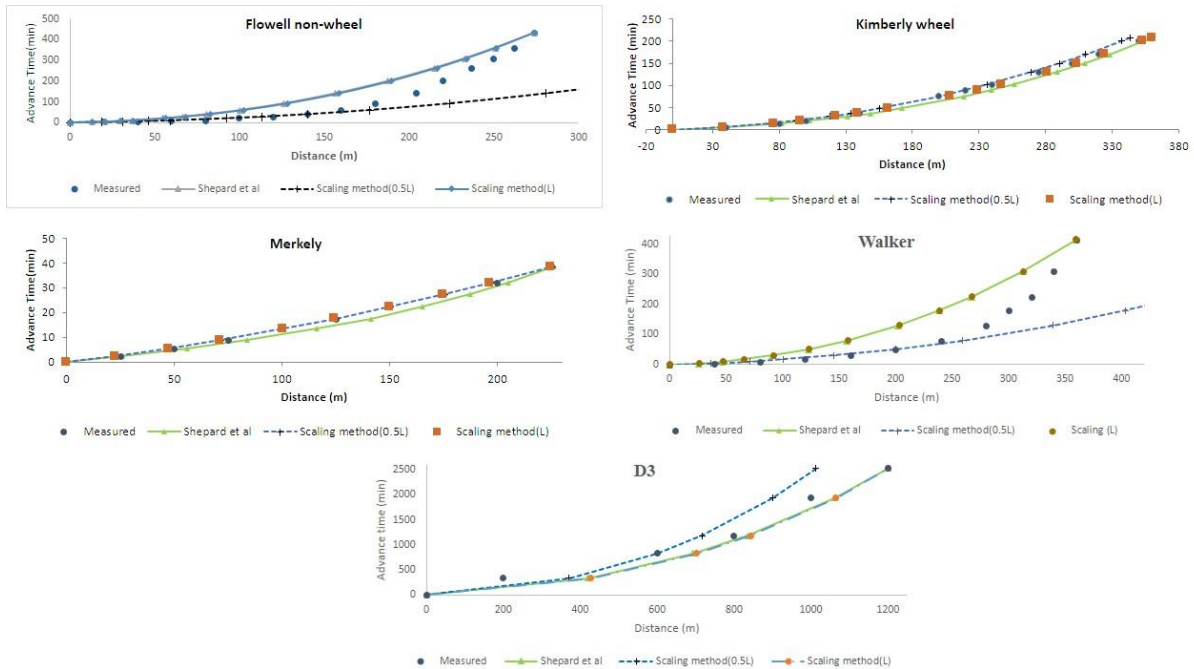 Flowell non-wheel
Advance Time(min)
500
400
300
200
100
0
0 50 100 150 200 250 300
Distance (m)
Measured Shepard et al Scaling method(0.5L) Scaling method(L)
Kimberly wheel
Advance Time (min)
250
200
150
100
50
0
-20 30 80 130 180 230 280 330 380
Distance (m)
Measured Shepard et al Scaling method(0.5L) Scaling method(L)
Merkely
Advance Time(min)
50
40
30
20
10
0
0 50 100 150 200
Distance (m)
Measured Shepard et al Scaling method(0.5L) Scaling method(L)
Walker
Advance Time (min)
400
300
200
100
0
0 50 100 150 200 250 300 350 400
Distance (m)
Measured Shepard et al Scaling method(0.5L) Scaling (L)
D3
Advance time (min)
2500
2000
1500
1000
500
0
0 200 400 600 800 1000 1200
Distance (m)
Measured Shepard et al Scaling method(0.5L) Scaling method(L)